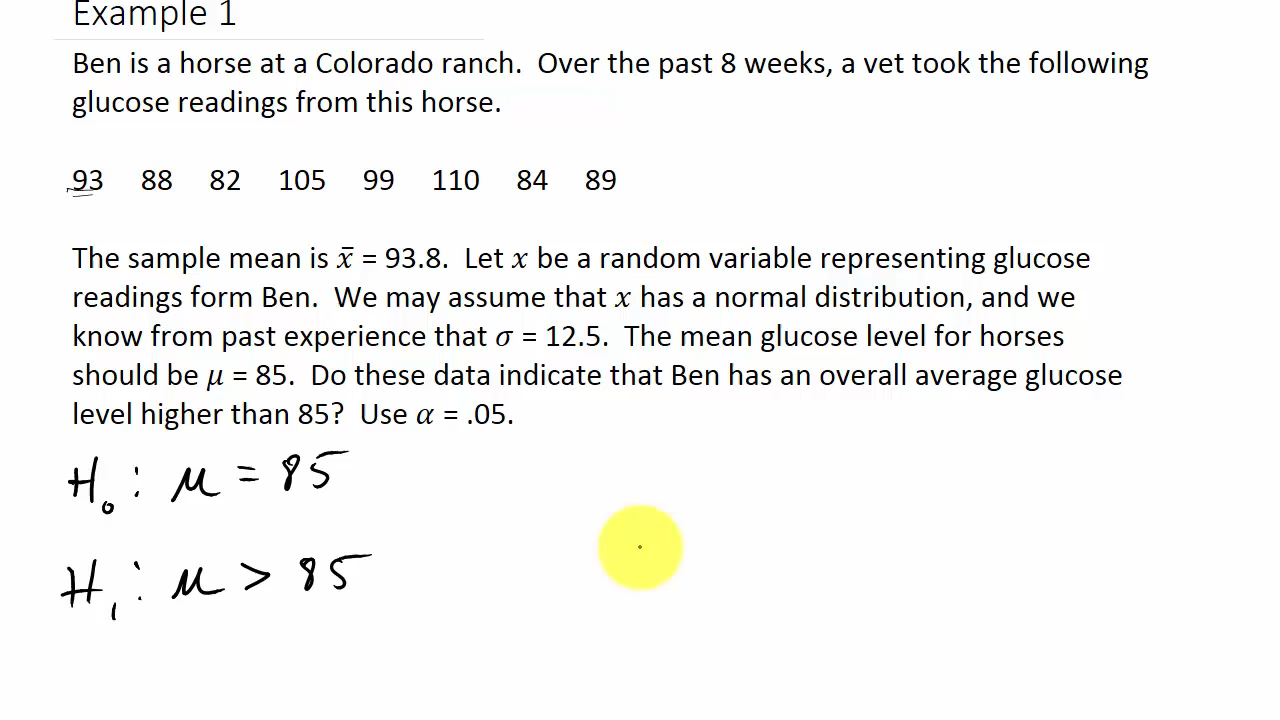 Example 1
Ben is a horse at a Colorado ranch. Over the past 8 weeks, a vet took the following
glucose readings from this horse.
93 88 82 105 99 110 84 89
The sample mean is x̄ = 93.8. Let x be a random variable representing glucose
readings form Ben. We may assume that x has a normal distribution, and we
know from past experience that σ = 12.5. The mean glucose level for horses
should be μ = 85. Do these data indicate that Ben has an overall average glucose
level higher than 85? Use α = .05.
H₀ : μ = 85
H₁ : μ > 85